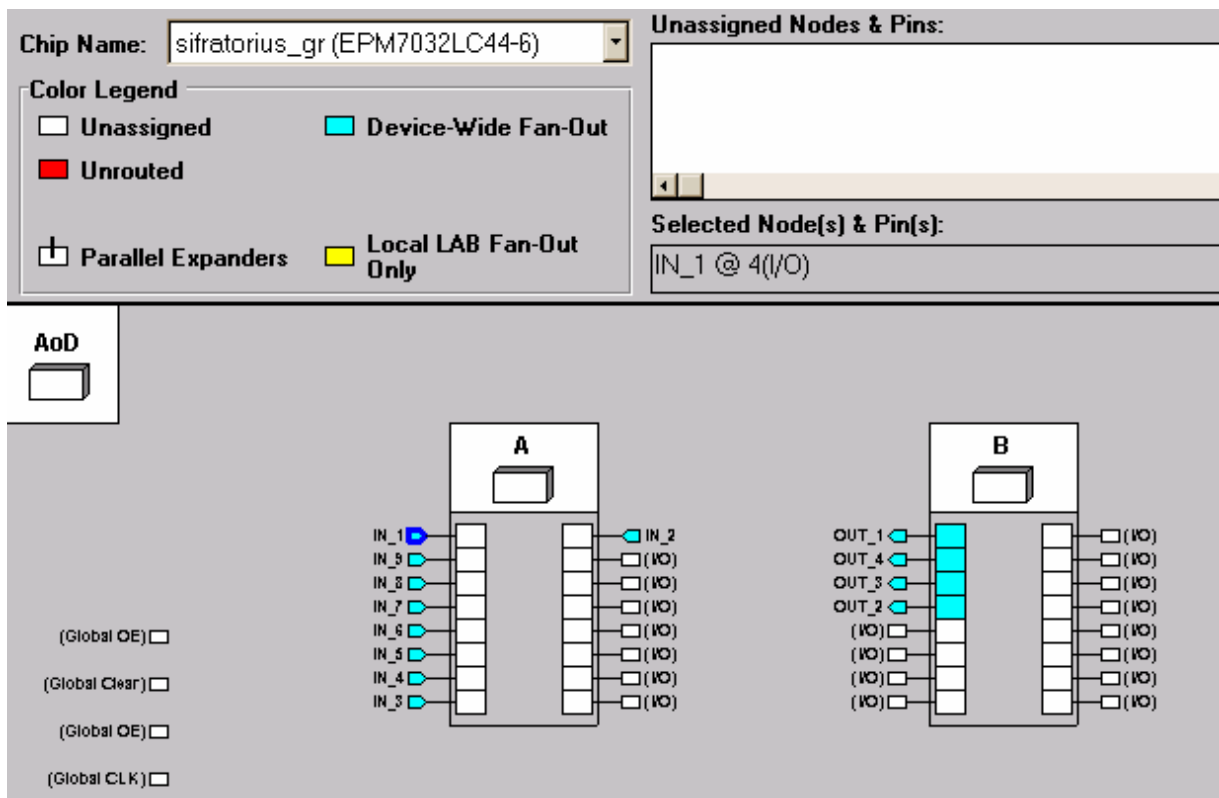 Chip Name: sifratorius_gr (EPM7032LC44-6)
Unassigned Nodes & Pins:
Color Legend
Unassigned
Device-Wide Fan-Out
Unrouted
Parallel Expanders
Local LAB Fan-Out
Only
Selected Node(s) & Pin(s):
IN_1 @ 4(I/O)
AoD
A
B
IN_1 IN_2 OUT_1 (I/O)
IN_9 (I/O) OUT_4 (I/O)
IN_8 (I/O) OUT_3 (I/O)
IN_7 (I/O) OUT_2 (I/O)
IN_6 (I/O) (I/O) (I/O)
IN_5 (I/O) (I/O) (I/O)
IN_4 (I/O) (I/O) (I/O)
IN_3 (I/O) (I/O) (I/O)
(Global OE)
(Global Clear)
(Global OE)
(Global CLK)